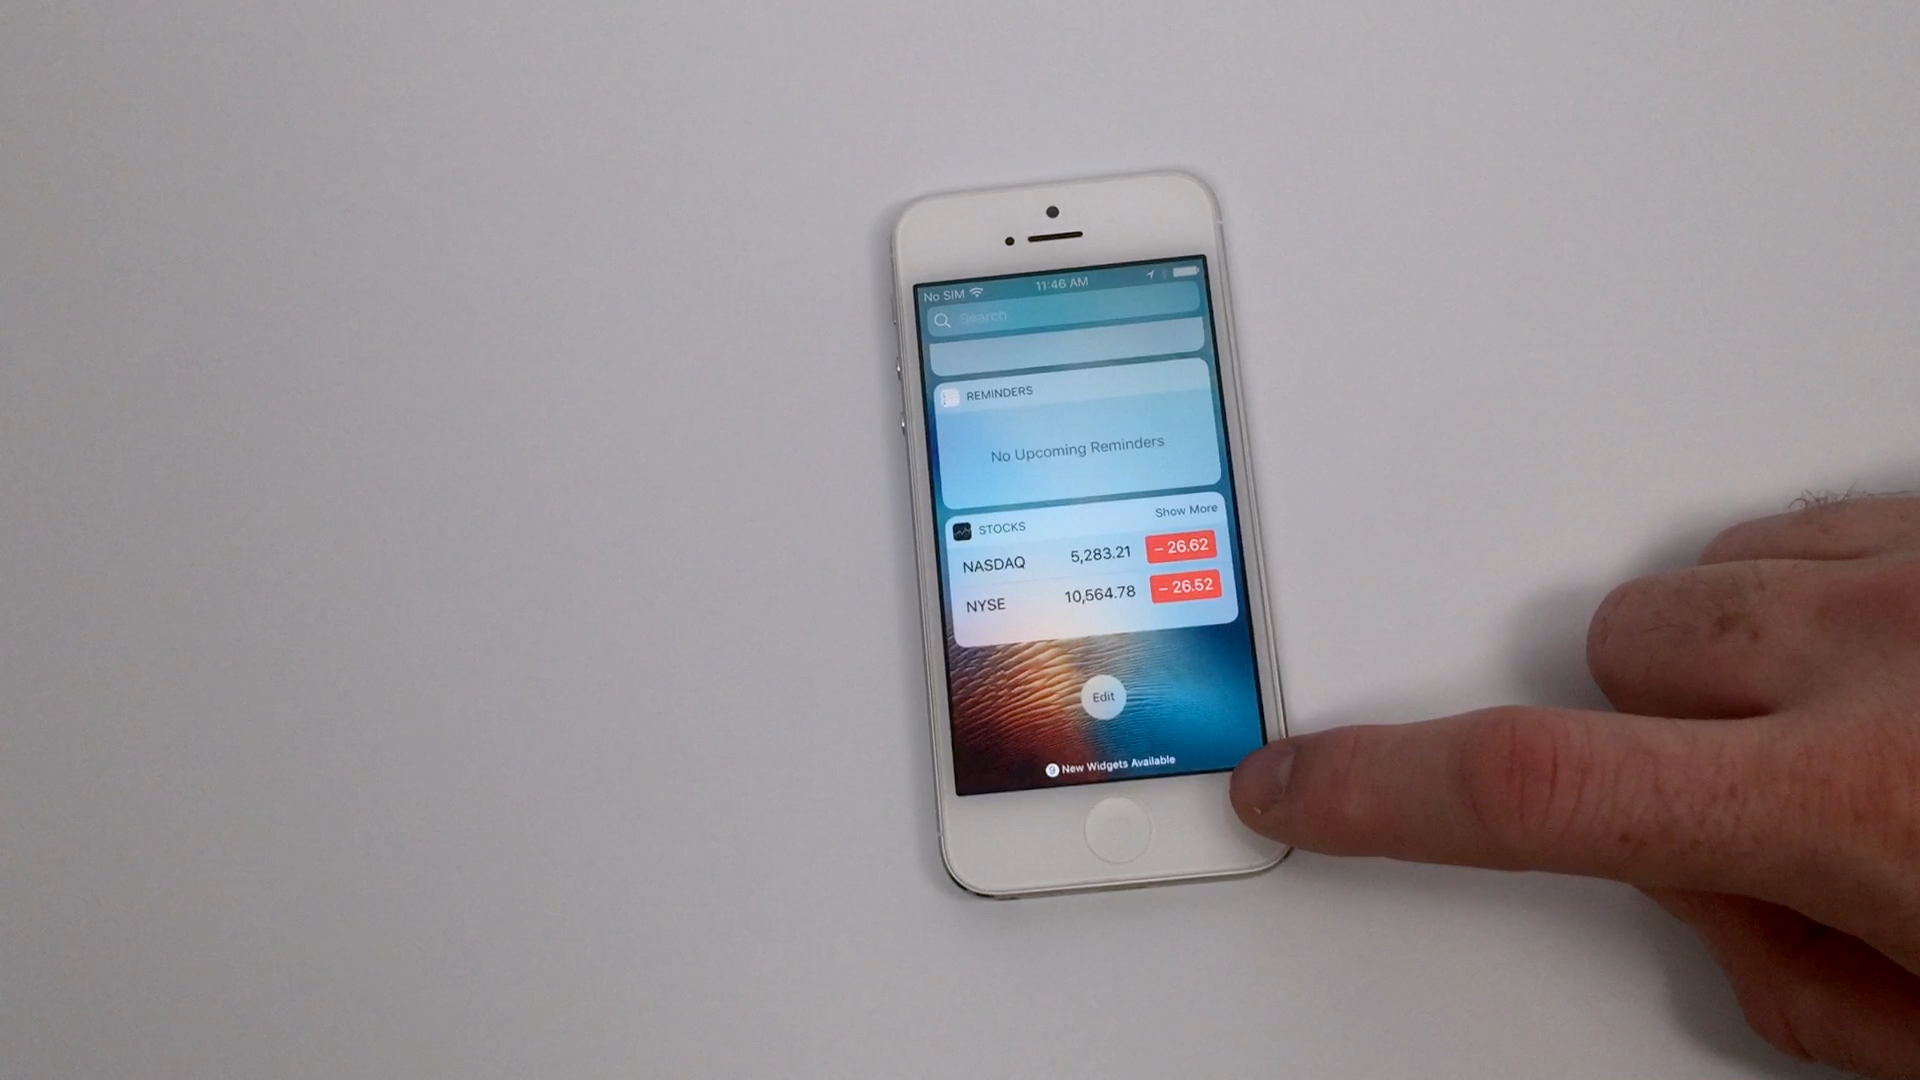 No SIM 11:46 AM
Search
REMINDERS
No Upcoming Reminders
STOCKS Show More
NASDAQ 5,283.21 – 26.62
NYSE 10,564.78 – 26.52
Edit
New Widgets Available